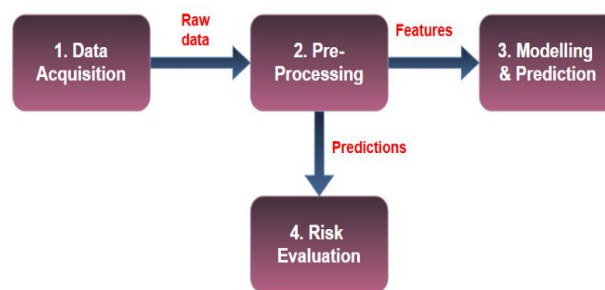 1. Data
Acquisition
Raw
data
2. Pre-
Processing
Features
3. Modelling
& Prediction
Predictions
4. Risk
Evaluation